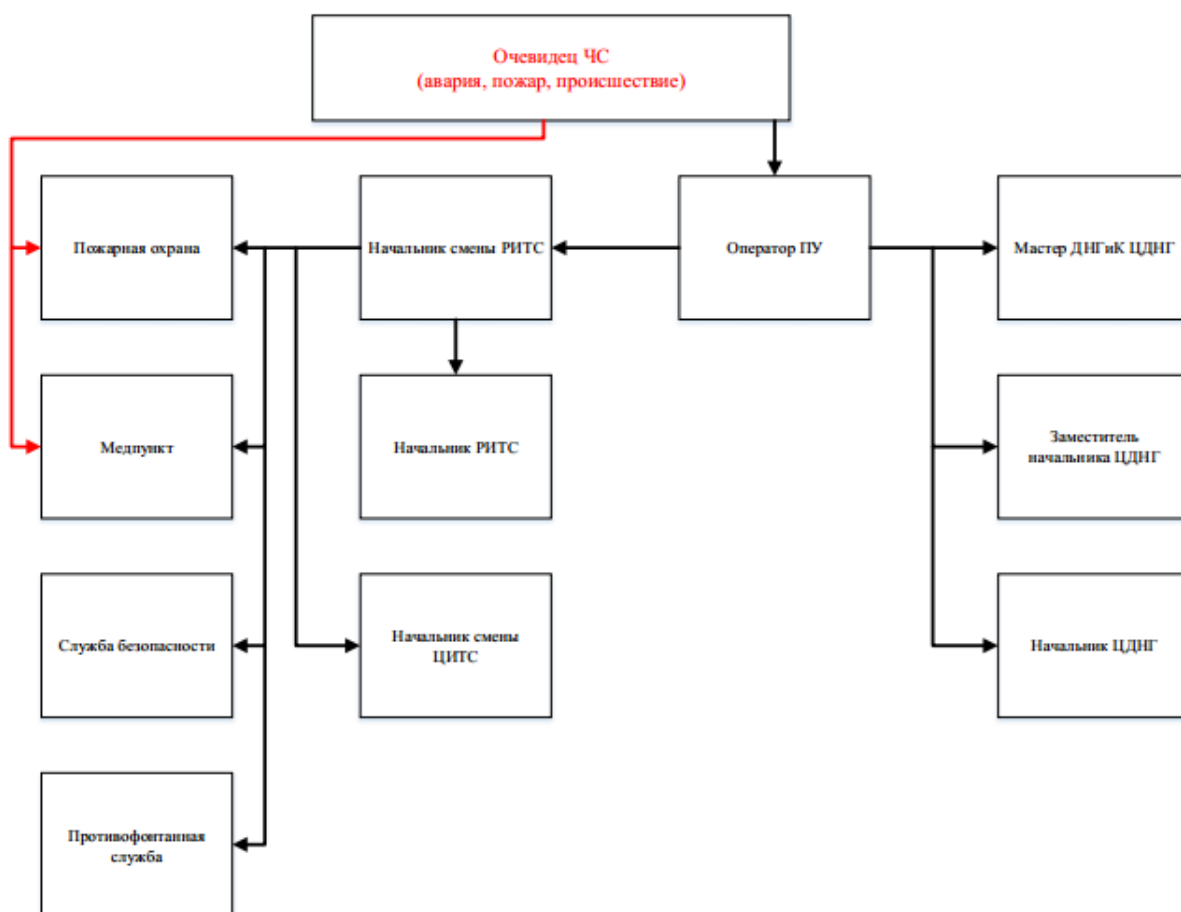 Очевидец ЧС
(авария, пожар, происшествие)
Пожарная охрана
Начальник смены РИТС
Оператор ПУ
Мастер ДНГиК ЦДНГ
Медпункт
Начальник РИТС
Заместитель
начальника ЦДНГ
Служба безопасности
Начальник смены
ЦИТС
Начальник ЦДНГ
Противофонтанная
служба